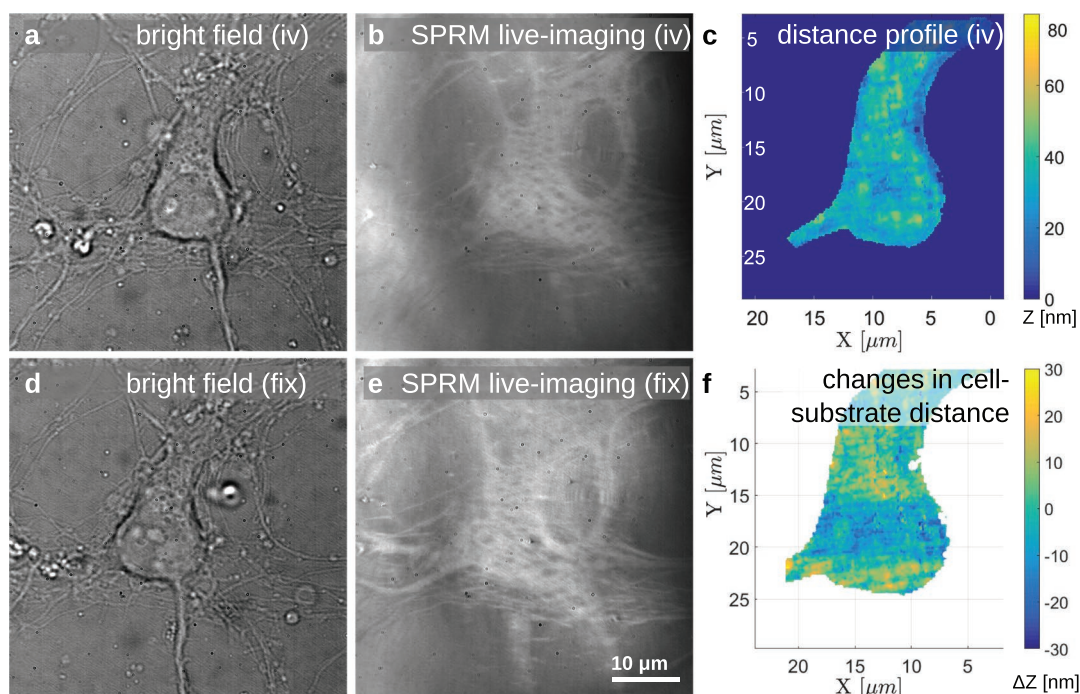 a bright field (iv)
b SPRM live-imaging (iv)
c distance profile (iv)
5
10
15
20
25
Y [μm]
20 15 10 5 0
X [μm]
80
60
40
20
0
Z [nm]
d bright field (fix)
e SPRM live-imaging (fix)
10 μm
f changes in cell-
substrate distance
5
10
15
20
25
Y [μm]
20 15 10 5
X [μm]
30
20
10
0
-10
-20
-30
ΔZ [nm]